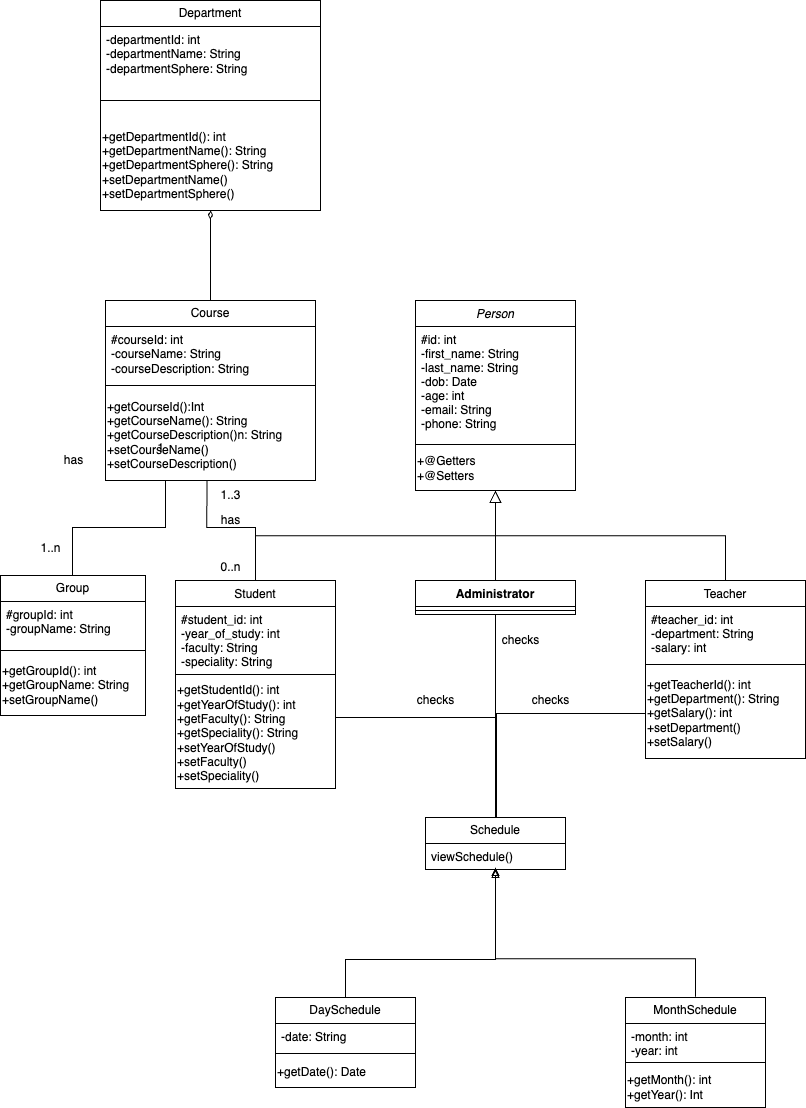 Department
-departmentId: int
-departmentName: String
-departmentSphere: String
+getDepartmentId(): int
+getDepartmentName(): String
+getDepartmentSphere(): String
+setDepartmentName()
+setDepartmentSphere()
Course
#courseId: int
-courseName: String
-courseDescription: String
+getCourseId():Int
+getCourseName(): String
+getCourseDescription()n: String
+setCourseName()
+setCourseDescription()
1
Person
#id: int
-first_name: String
-last_name: String
-dob: Date
-age: int
-email: String
-phone: String
+@Getters
+@Setters
has
1..n
1..3
has
0..n
Group
#groupId: int
-groupName: String
+getGroupId(): int
+getGroupName: String
+setGroupName()
Student
#student_id: int
-year_of_study: int
-faculty: String
-speciality: String
+getStudentId(): int
+getYearOfStudy(): int
+getFaculty(): String
+getSpeciality(): String
+setYearOfStudy()
+setFaculty()
+setSpeciality()
Administrator
checks
checks
checks
Teacher
#teacher_id: int
-department: String
-salary: int
+getTeacherId(): int
+getDepartment(): String
+getSalary(): int
+setDepartment()
+setSalary()
Schedule
viewSchedule()
DaySchedule
-date: String
+getDate(): Date
MonthSchedule
-month: int
-year: int
+getMonth(): int
+getYear(): Int